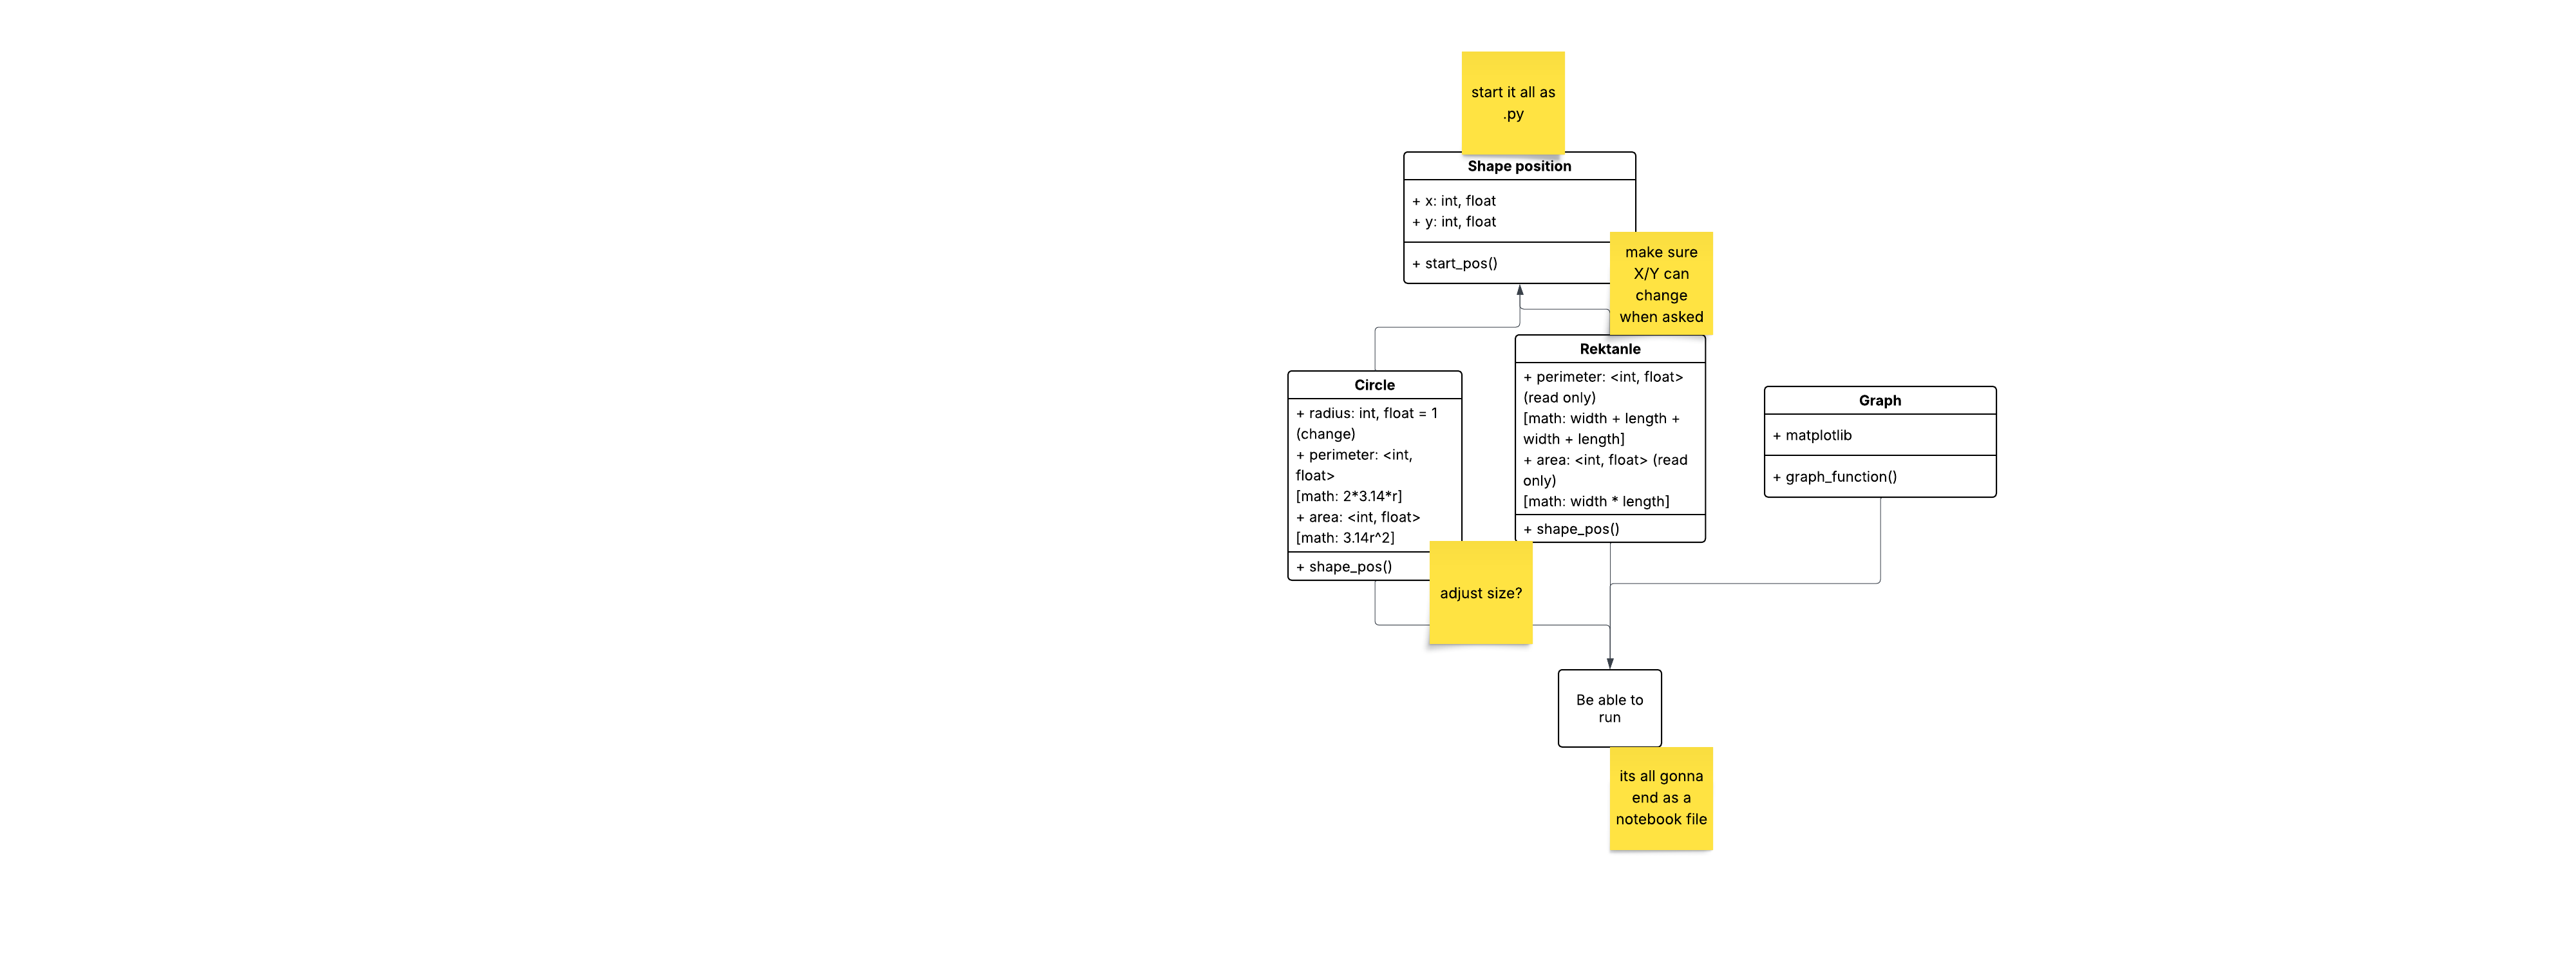 start it all as
.py
Shape position
+ x: int, float
+ y: int, float
+ start_pos()
make sure
X/Y can
change
when asked
Circle
+ radius: int, float = 1
(change)
+ perimeter: <int,
float>
[math: 2*3.14*r]
+ area: <int, float>
[math: 3.14r^2]
+ shape_pos()
adjust size?
Rektanle
+ perimeter: <int, float>
(read only)
[math: width + length +
width + length]
+ area: <int, float> (read
only)
[math: width * length]
+ shape_pos()
Graph
+ matplotlib
+ graph_function()
Be able to
run
its all gonna
end as a
notebook file